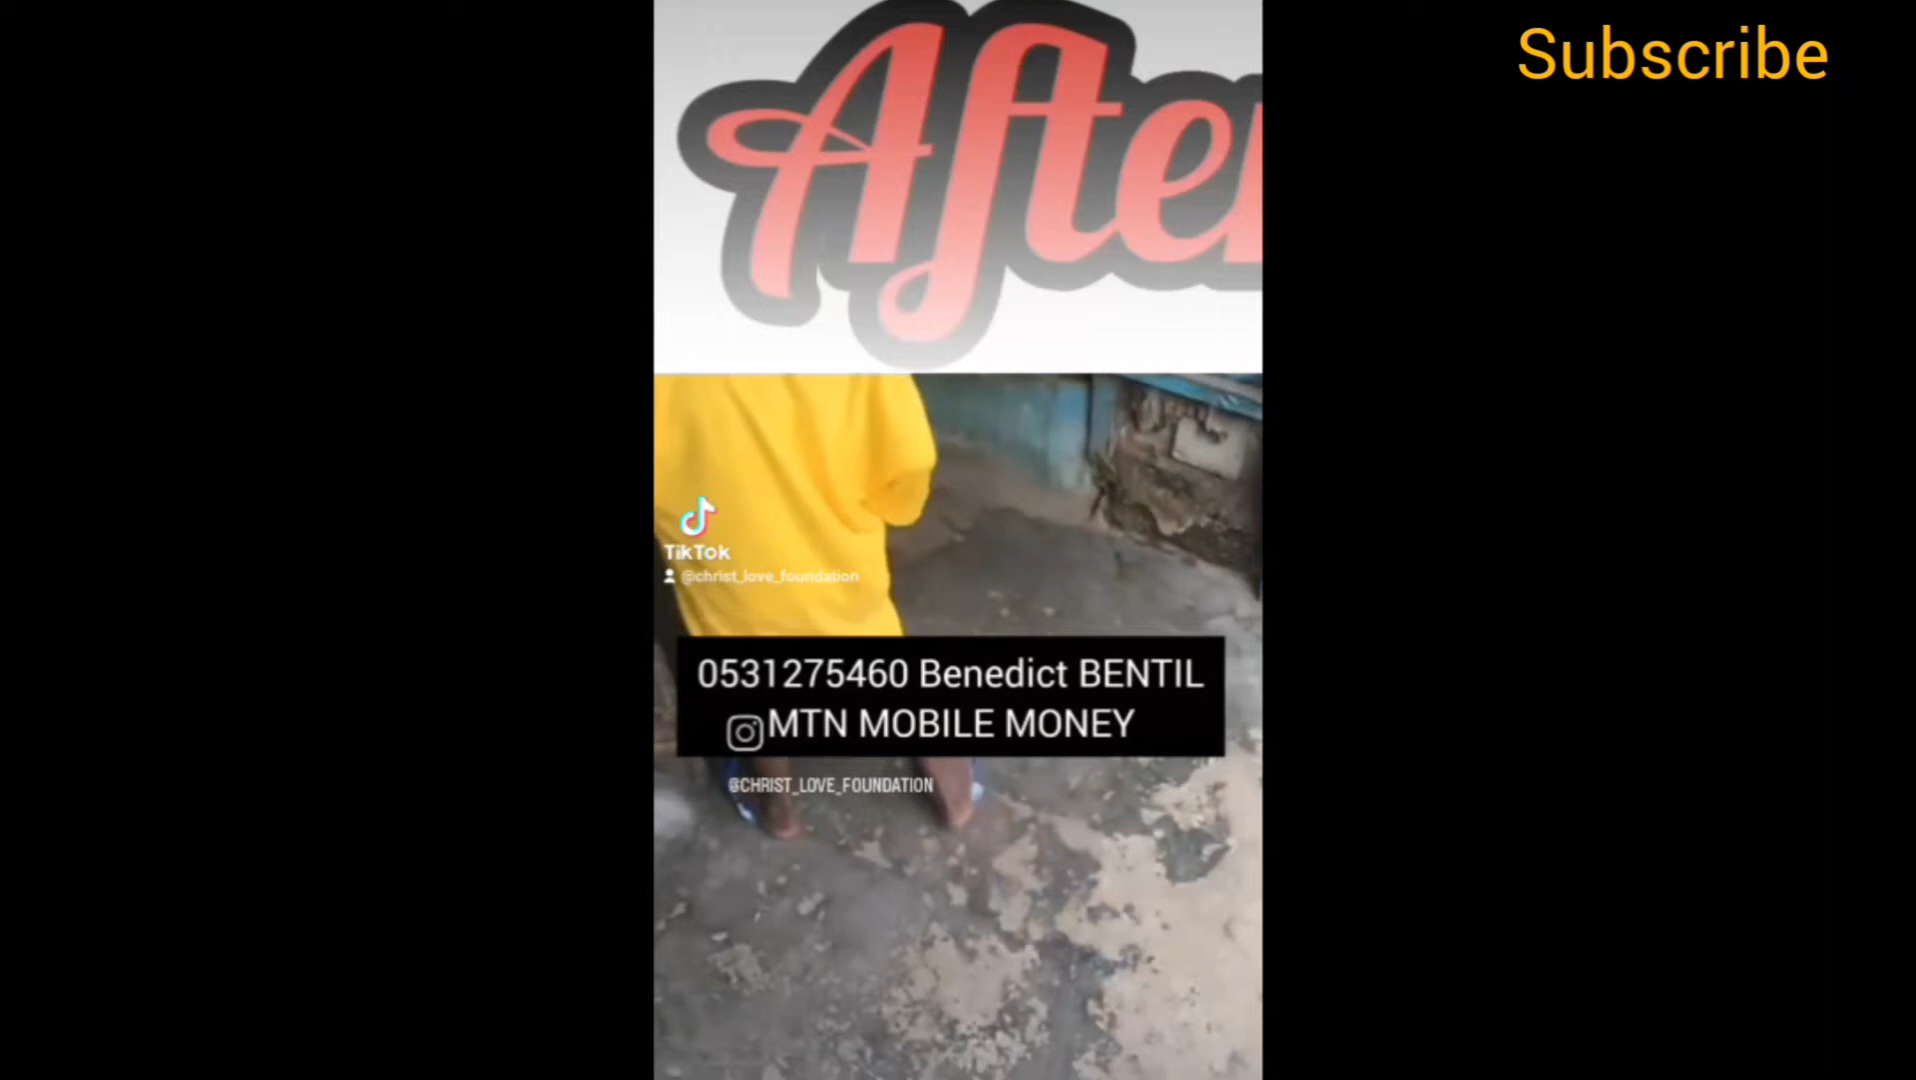 Subscribe
After
TikTok
@christ_love_foundation
0531275460 Benedict BENTIL
MTN MOBILE MONEY
@CHRIST_LOVE_FOUNDATION